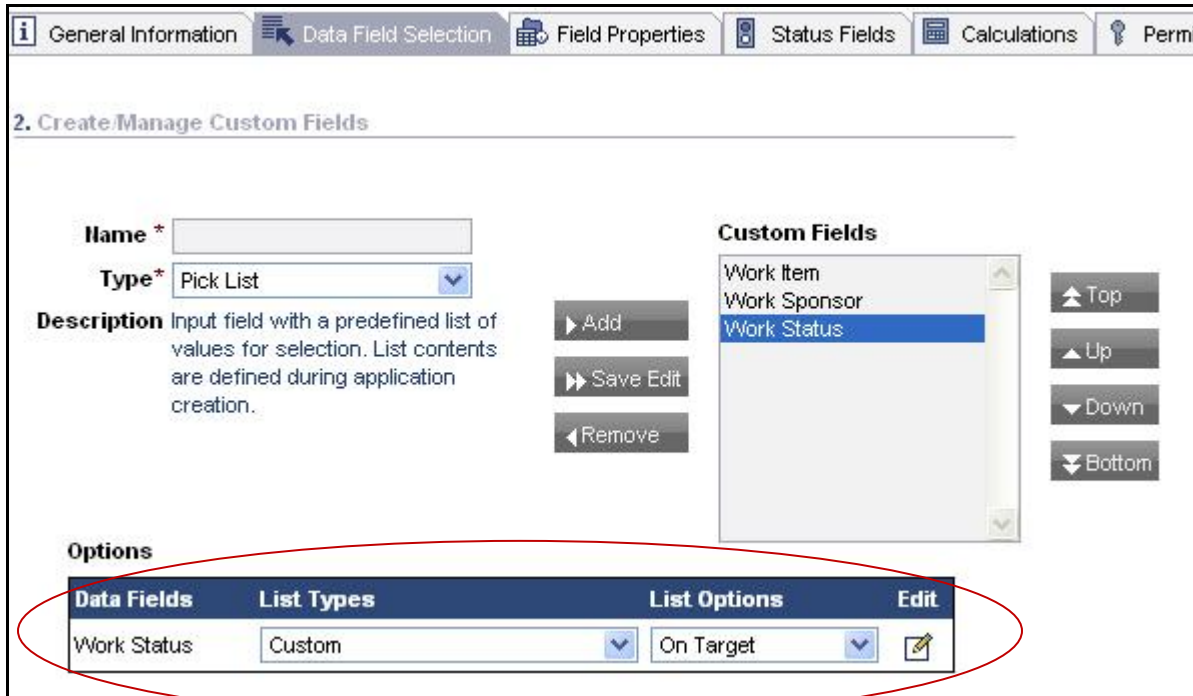 i General Information Data Field Selection Field Properties Status Fields Calculations Perm
2. Create/Manage Custom Fields
Name *
Type* Pick List
Description Input field with a predefined list of
values for selection. List contents
are defined during application
creation.
Add
Save Edit
Remove
Custom Fields
Work Item
Work Sponsor
Work Status
Top
Up
Down
Bottom
Options
Data Fields List Types List Options Edit
Work Status Custom On Target